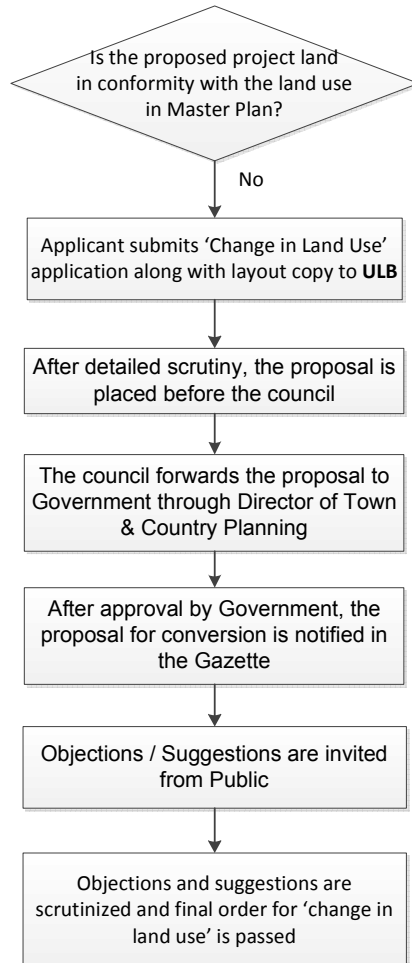 Is the proposed project land
in conformity with the land use
in Master Plan?
No
Applicant submits ‘Change in Land Use’
application along with layout copy to ULB
After detailed scrutiny, the proposal is
placed before the council
The council forwards the proposal to
Government through Director of Town
& Country Planning
After approval by Government, the
proposal for conversion is notified in
the Gazette
Objections / Suggestions are invited
from Public
Objections and suggestions are
scrutinized and final order for ‘change in
land use’ is passed